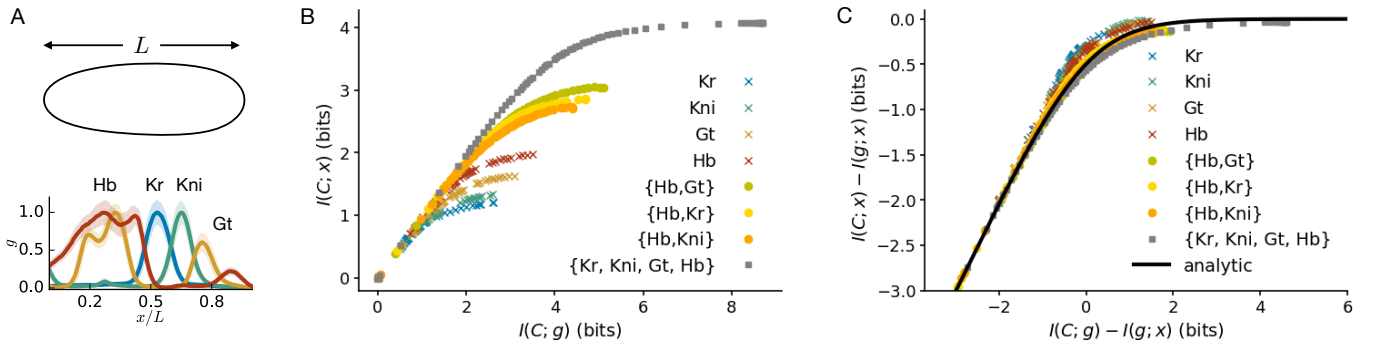 A
L
Hb Kr Kni
Gt
1.0
0.5
0.0
g
0.2 0.5 0.8
x/L
B
4
3
2
1
0
I(C; x) (bits)
0 2 4 6 8
I(C; g) (bits)
Kr
Kni
Gt
Hb
{Hb,Gt}
{Hb,Kr}
{Hb,Kni}
{Kr, Kni, Gt, Hb}
C
0.0
−0.5
−1.0
−1.5
−2.0
−2.5
−3.0
I(C; x) − I(g; x) (bits)
−2 0 2 4 6
I(C; g) − I(g; x) (bits)
Kr
Kni
Gt
Hb
{Hb,Gt}
{Hb,Kr}
{Hb,Kni}
{Kr, Kni, Gt, Hb}
analytic